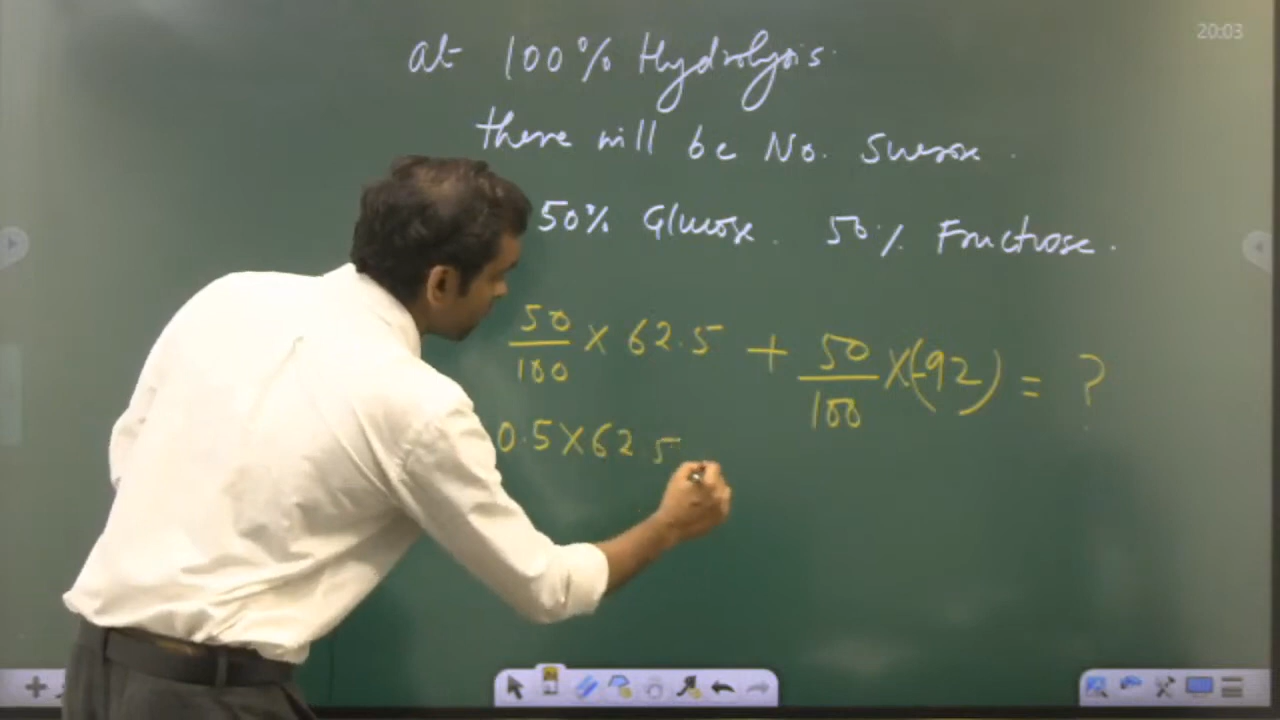 20:03
at 100% Hydrolysis.
there will be No. Sucrose.
50% Glucose. 50% Fructose.
50/100 × 62.5 + 50/100 × (-92) = ?
0.5 × 62.5